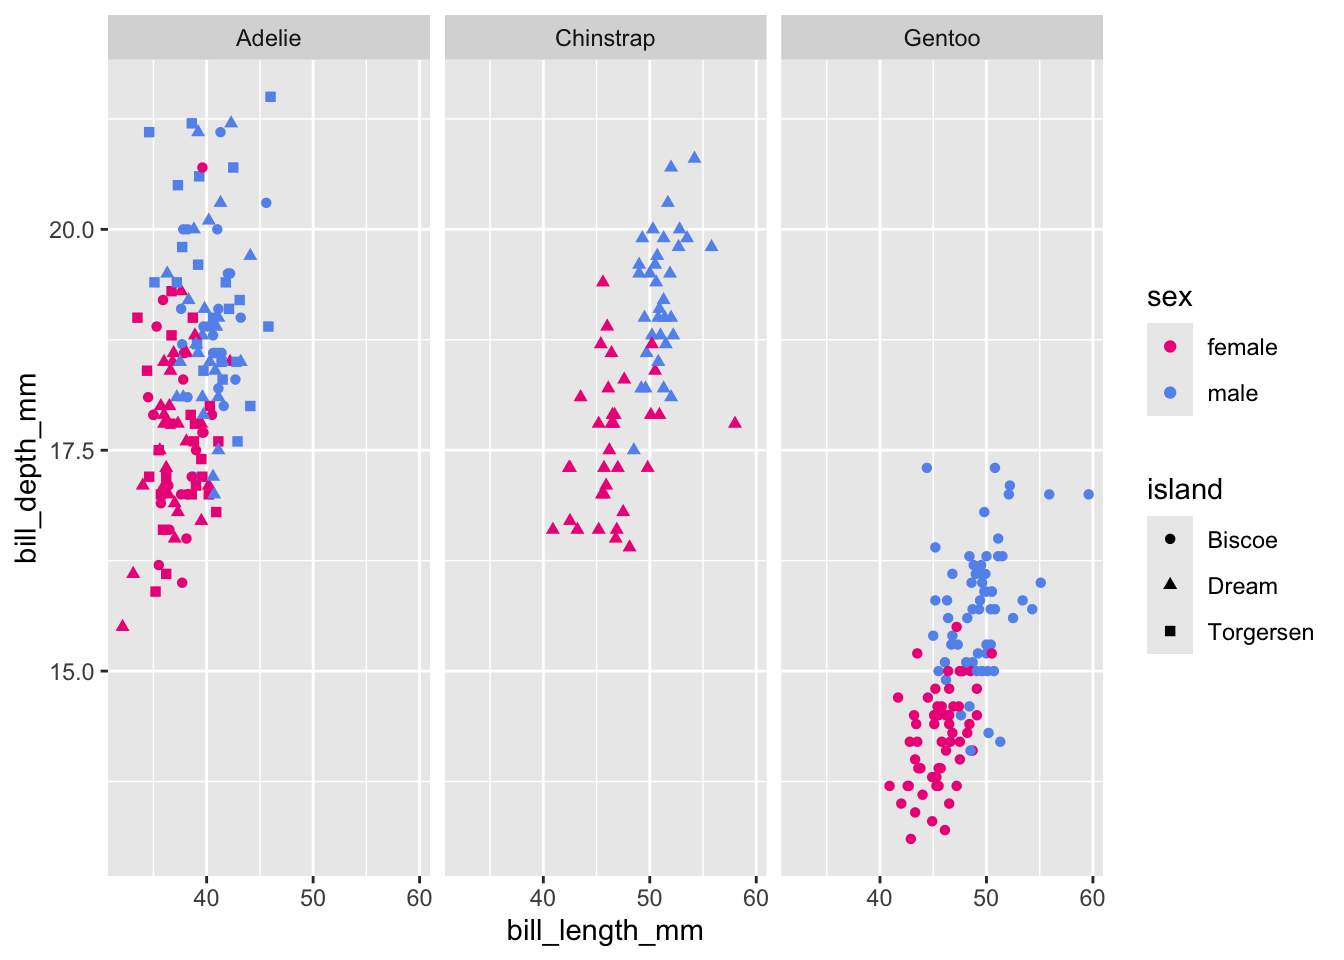 Adelie
Chinstrap
Gentoo
20.0
17.5
15.0
bill_depth_mm
40 50 60
40 50 60
40 50 60
bill_length_mm
sex
female
male
island
Biscoe
Dream
Torgersen